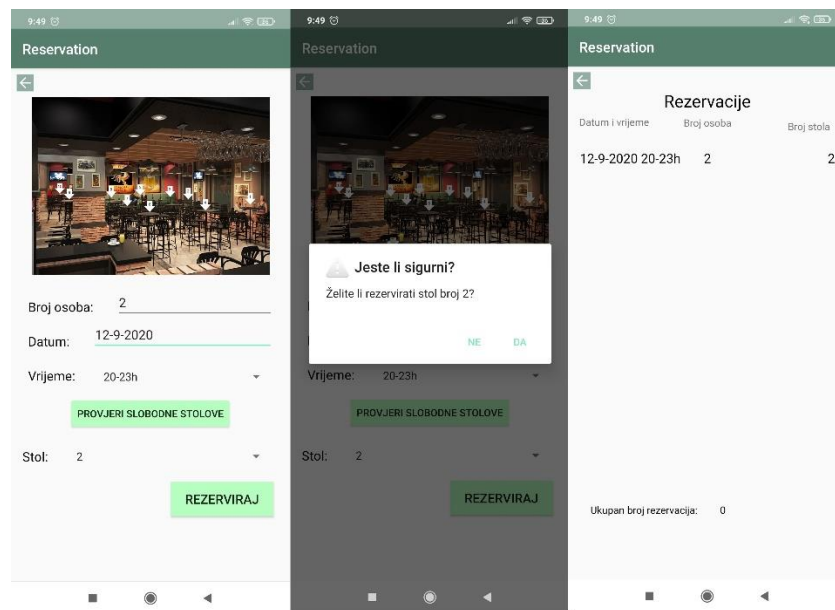 9:49
Reservation
Broj osoba: 2
Datum: 12-9-2020
Vrijeme: 20-23h
PROVJERI SLOBODNE STOLOVE
Stol: 2
REZERVIRAJ
9:49
Reservation
Jeste li sigurni?
Želite li rezervirati stol broj 2?
NE DA
Vrijeme: 20-23h
PROVJERI SLOBODNE STOLOVE
Stol: 2
REZERVIRAJ
9:49
Reservation
Rezervacije
Datum i vrijeme Broj osoba Broj stola
12-9-2020 20-23h 2 2
Ukupan broj rezervacija: 0